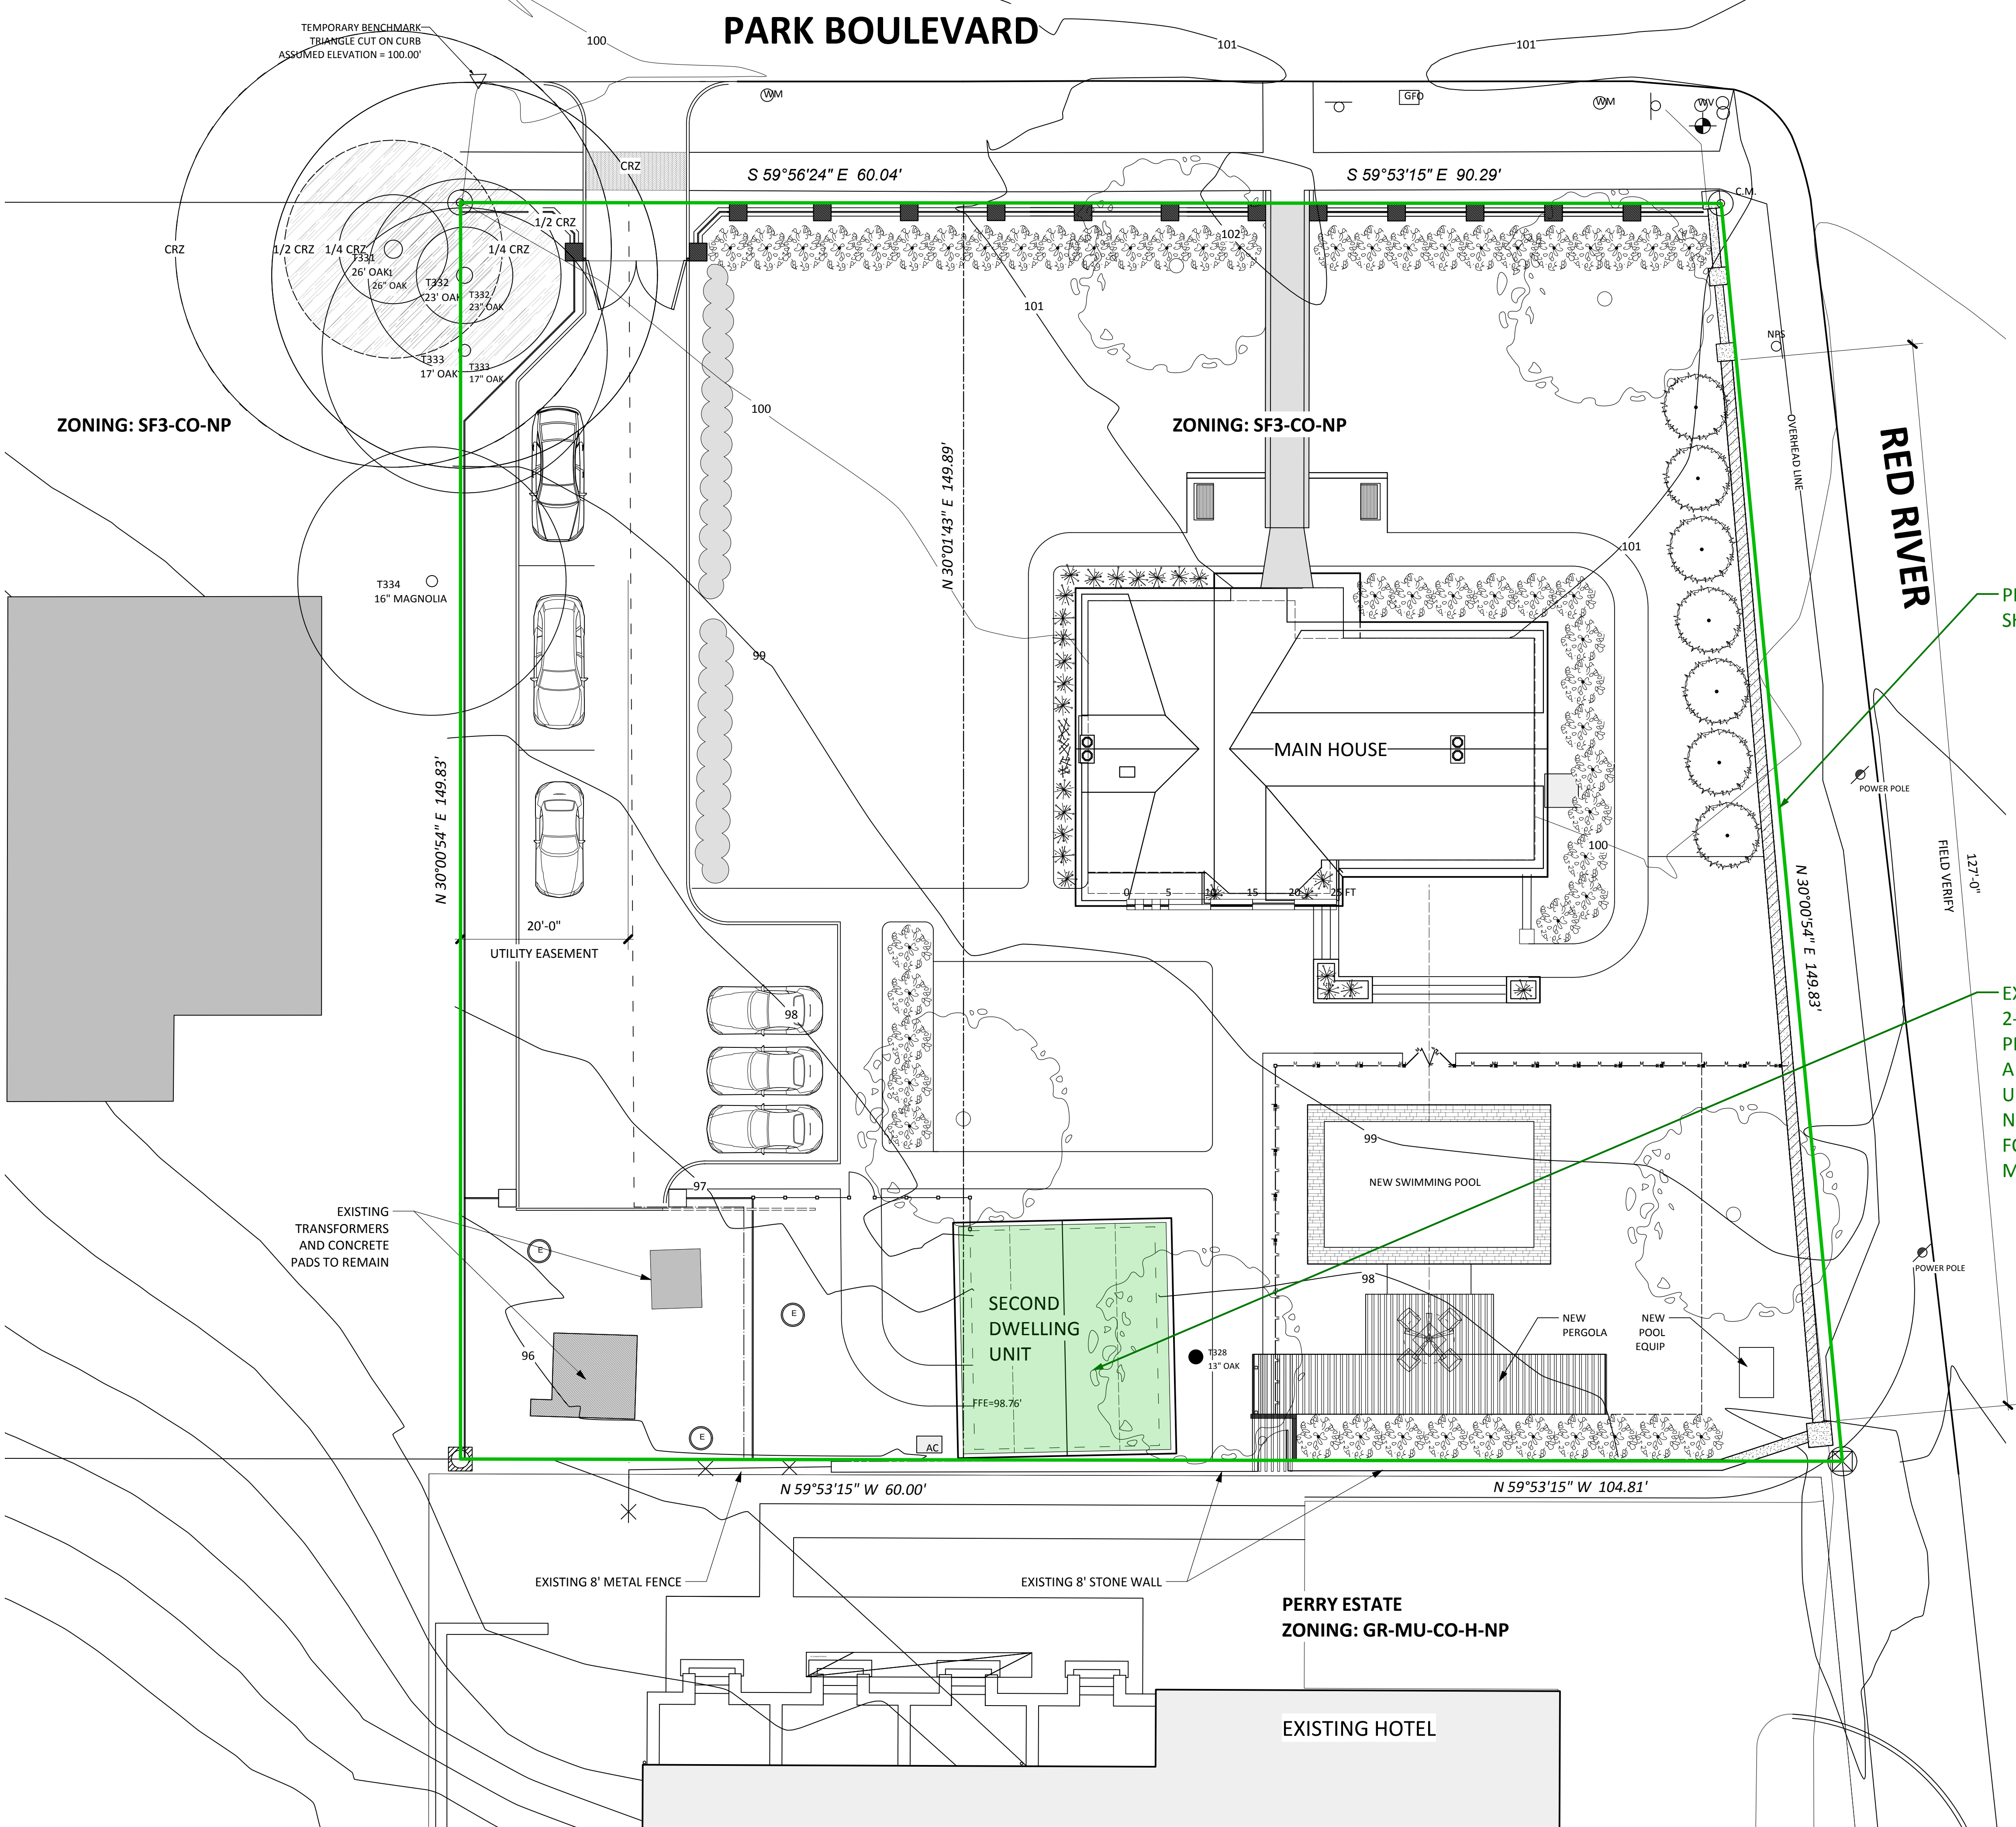 PARK BOULEVARD
TEMPORARY BENCHMARK
TRIANGLE CUT ON CURB
ASSUMED ELEVATION = 100.00'
100
101
101
WM
GFO
WM
WV
CRZ
S 59°56'24" E 60.04'
S 59°53'15" E 90.29'
C.M.
1/2 CRZ
CRZ
1/2 CRZ
1/4 CRZ
1/4 CRZ
102
T331
26' OAK
26" OAK
T332
23' OAK
T332
23" OAK
101
T333
17' OAK
T333
17" OAK
NPS
100
ZONING: SF3-CO-NP
ZONING: SF3-CO-NP
OVERHEAD LINE
RED RIVER
N 30°01'43" E 149.89'
101
T334
16" MAGNOLIA
99
MAIN HOUSE
POWER POLE
N 30°00'54" E 149.83'
100
127'-0"
FIELD VERIFY
0 5 10 15 20 25 FT
N 30°00'54" E 149.83'
20'-0"
UTILITY EASEMENT
98
99
NEW SWIMMING POOL
97
EXISTING
TRANSFORMERS
AND CONCRETE
PADS TO REMAIN
E
E
E
96
98
POWER POLE
SECOND
DWELLING
UNIT
FFE=98.76'
T328
13" OAK
NEW
PERGOLA
NEW
POOL
EQUIP
AC
N 59°53'15" W 60.00'
N 59°53'15" W 104.81'
EXISTING 8' METAL FENCE
EXISTING 8' STONE WALL
PERRY ESTATE
ZONING: GR-MU-CO-H-NP
EXISTING HOTEL